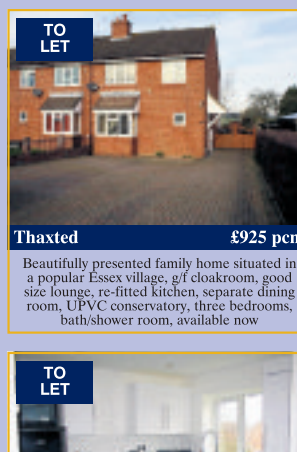 TO
LET
Thaxted £925 pcm
Beautifully presented family home situated in
a popular Essex village, g/f cloakroom, good
size lounge, re-fitted kitchen, separate dining
room, UPVC conservatory, three bedrooms,
bath/shower room, available now
TO
LET